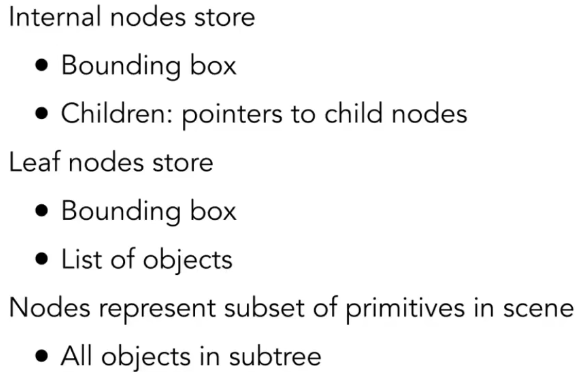 Internal nodes store
• Bounding box
• Children: pointers to child nodes
Leaf nodes store
• Bounding box
• List of objects
Nodes represent subset of primitives in scene
• All objects in subtree